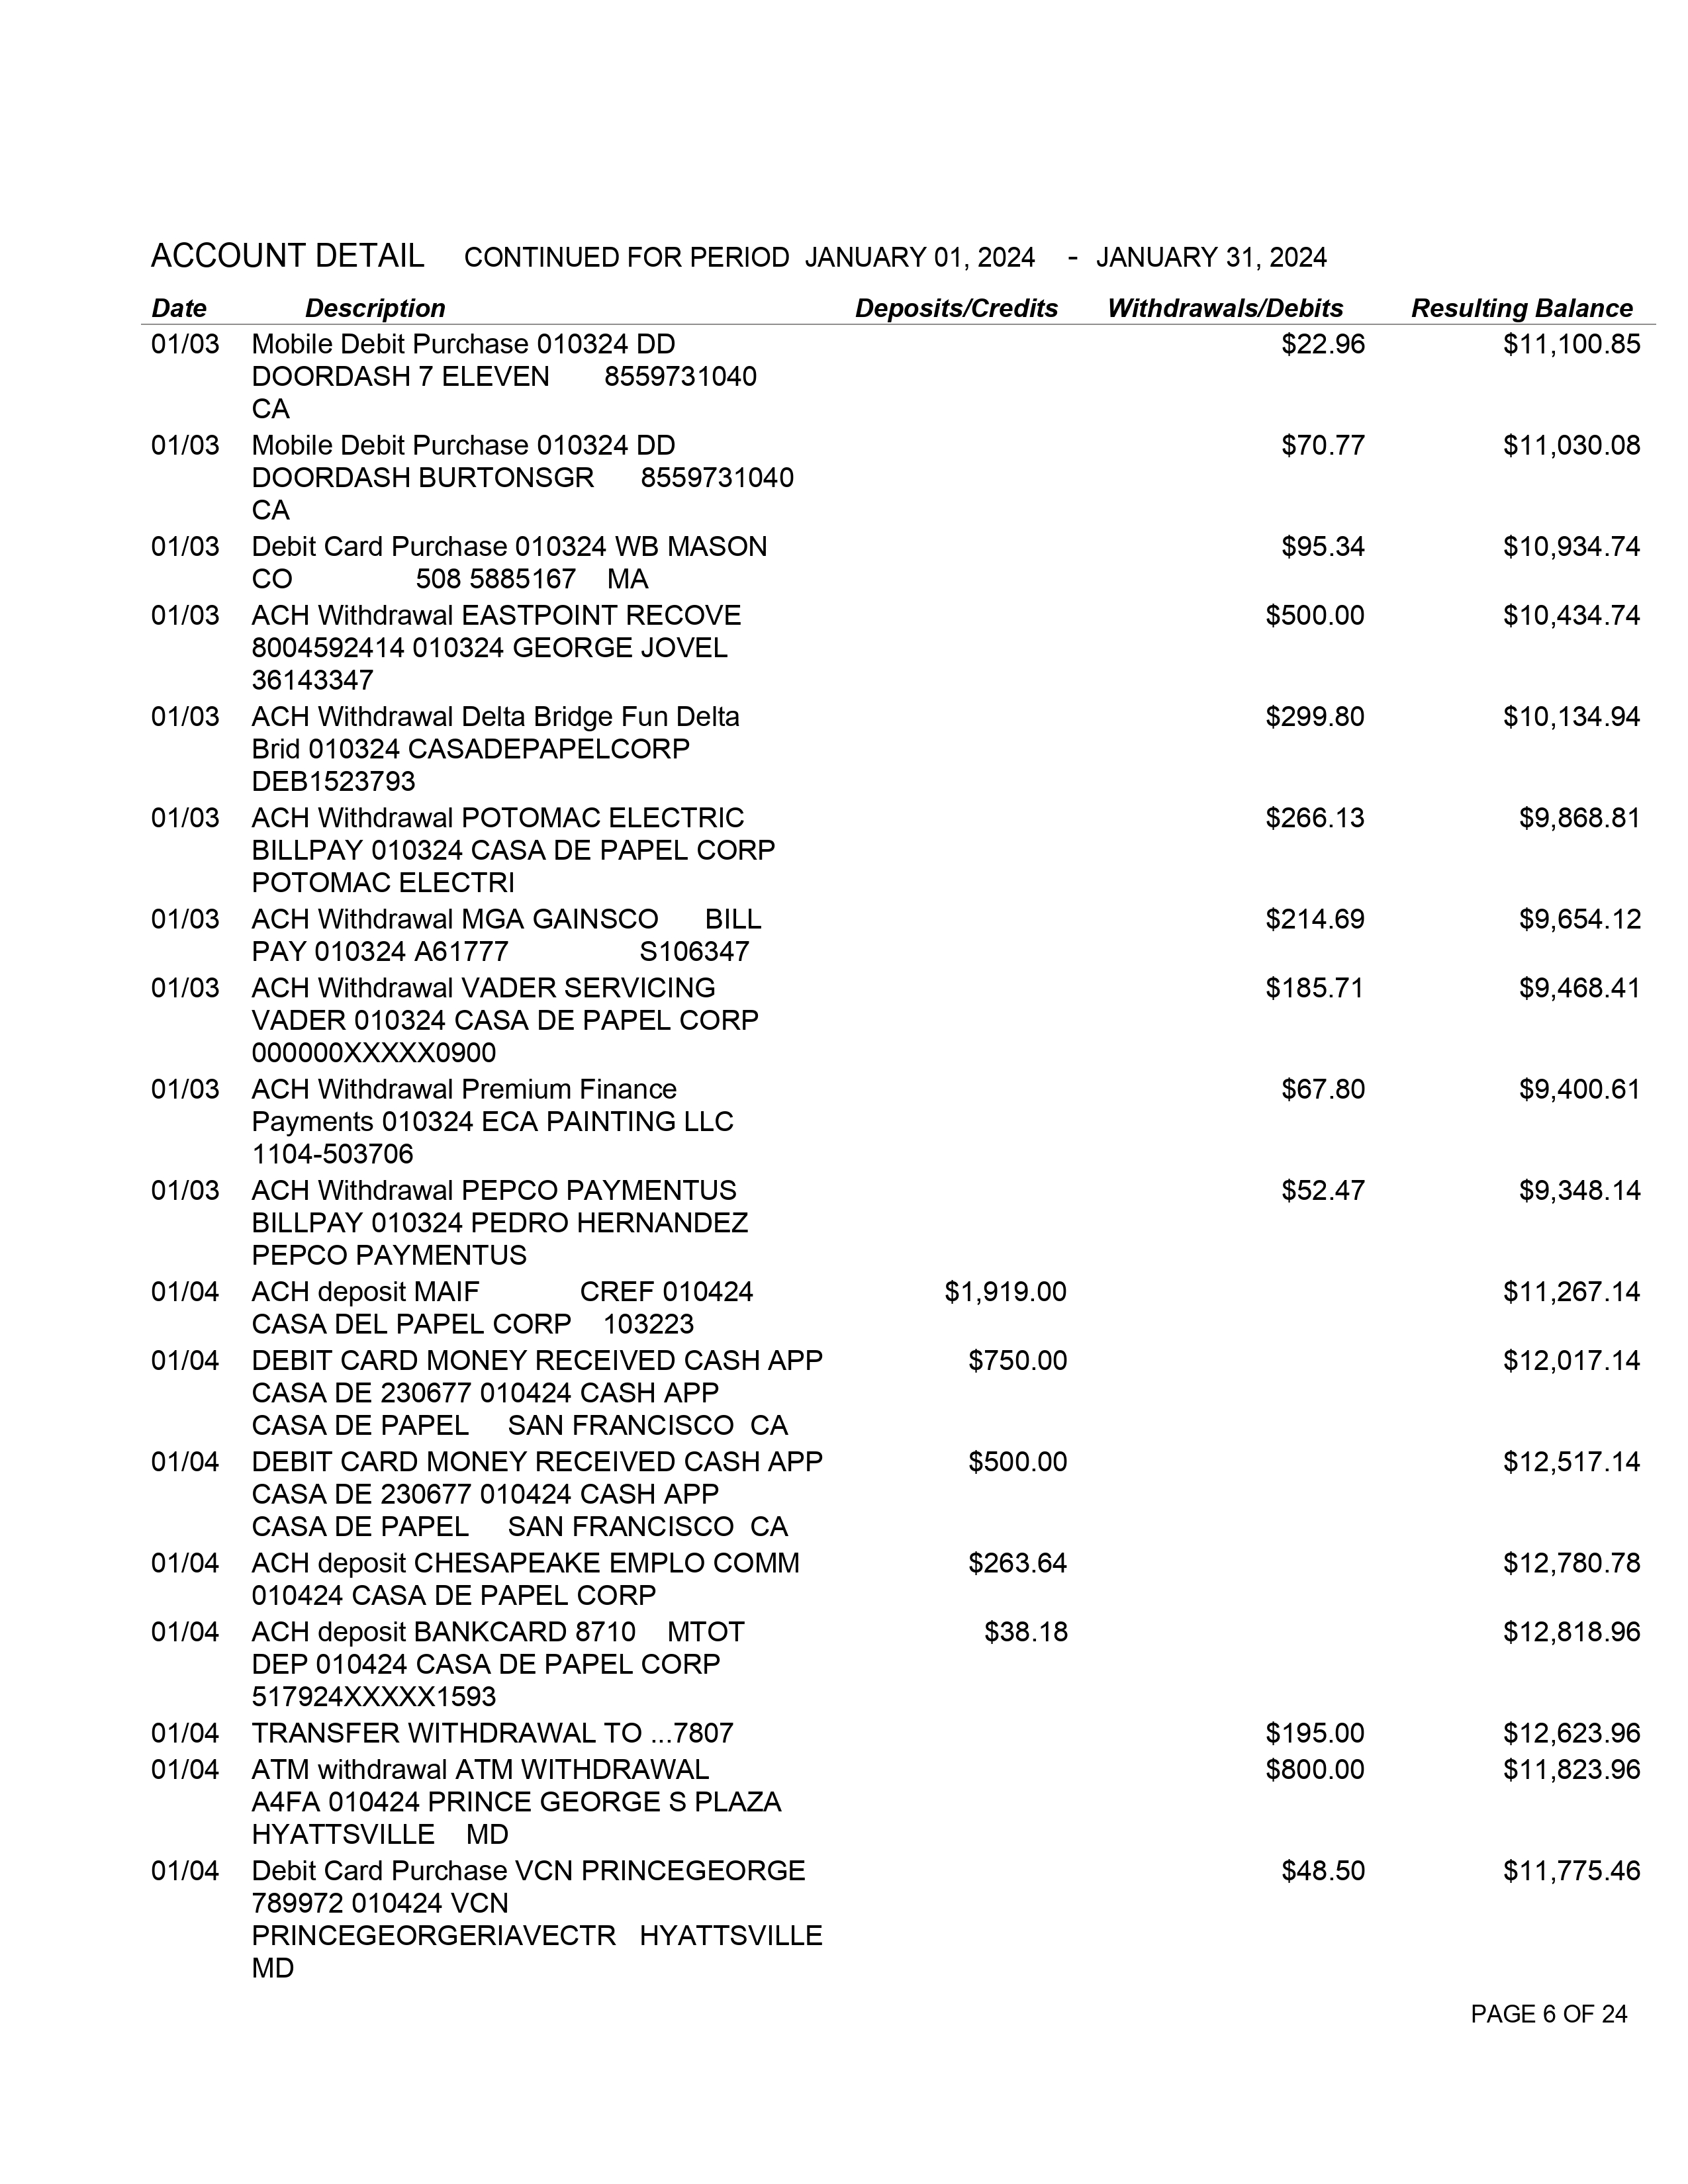 ACCOUNT DETAIL CONTINUED FOR PERIOD JANUARY 01, 2024 - JANUARY 31, 2024
Date Description Deposits/Credits Withdrawals/Debits Resulting Balance
01/03 Mobile Debit Purchase 010324 DD $22.96 $11,100.85
DOORDASH 7 ELEVEN 8559731040
CA
01/03 Mobile Debit Purchase 010324 DD $70.77 $11,030.08
DOORDASH BURTONSGR 8559731040
CA
01/03 Debit Card Purchase 010324 WB MASON $95.34 $10,934.74
CO 508 5885167 MA
01/03 ACH Withdrawal EASTPOINT RECOVE $500.00 $10,434.74
8004592414 010324 GEORGE JOVEL
36143347
01/03 ACH Withdrawal Delta Bridge Fun Delta $299.80 $10,134.94
Brid 010324 CASADEPAPELCORP
DEB1523793
01/03 ACH Withdrawal POTOMAC ELECTRIC $266.13 $9,868.81
BILLPAY 010324 CASA DE PAPEL CORP
POTOMAC ELECTRI
01/03 ACH Withdrawal MGA GAINSCO BILL $214.69 $9,654.12
PAY 010324 A61777 S106347
01/03 ACH Withdrawal VADER SERVICING $185.71 $9,468.41
VADER 010324 CASA DE PAPEL CORP
000000XXXXX0900
01/03 ACH Withdrawal Premium Finance $67.80 $9,400.61
Payments 010324 ECA PAINTING LLC
1104-503706
01/03 ACH Withdrawal PEPCO PAYMENTUS $52.47 $9,348.14
BILLPAY 010324 PEDRO HERNANDEZ
PEPCO PAYMENTUS
01/04 ACH deposit MAIF CREF 010424 $1,919.00 $11,267.14
CASA DEL PAPEL CORP 103223
01/04 DEBIT CARD MONEY RECEIVED CASH APP $750.00 $12,017.14
CASA DE 230677 010424 CASH APP
CASA DE PAPEL SAN FRANCISCO CA
01/04 DEBIT CARD MONEY RECEIVED CASH APP $500.00 $12,517.14
CASA DE 230677 010424 CASH APP
CASA DE PAPEL SAN FRANCISCO CA
01/04 ACH deposit CHESAPEAKE EMPLO COMM $263.64 $12,780.78
010424 CASA DE PAPEL CORP
01/04 ACH deposit BANKCARD 8710 MTOT $38.18 $12,818.96
DEP 010424 CASA DE PAPEL CORP
517924XXXXX1593
01/04 TRANSFER WITHDRAWAL TO ...7807 $195.00 $12,623.96
01/04 ATM withdrawal ATM WITHDRAWAL $800.00 $11,823.96
A4FA 010424 PRINCE GEORGE S PLAZA
HYATTSVILLE MD
01/04 Debit Card Purchase VCN PRINCEGEORGE $48.50 $11,775.46
789972 010424 VCN
PRINCEGEORGERIAVECTR HYATTSVILLE
MD
PAGE 6 OF 24